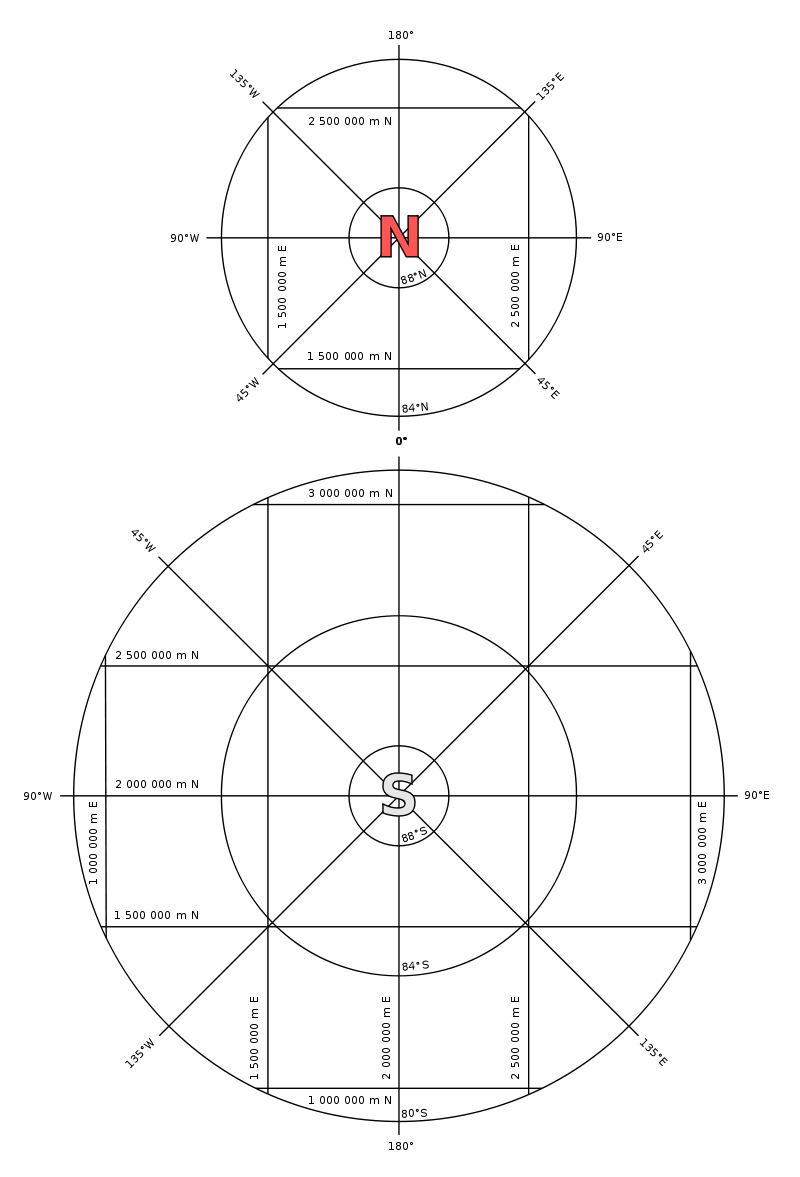 180°
135°W
135°E
2 500 000 m N
N
90°W
90°E
1 500 000 m E
2 500 000 m E
88°N
1 500 000 m N
45°W
45°E
84°N
0°
3 000 000 m N
45°W
45°E
2 500 000 m N
2 000 000 m N
S
90°W
90°E
1 000 000 m E
3 000 000 m E
88°S
1 500 000 m N
84°S
1 500 000 m E
2 000 000 m E
2 500 000 m E
135°W
135°E
1 000 000 m N
80°S
180°